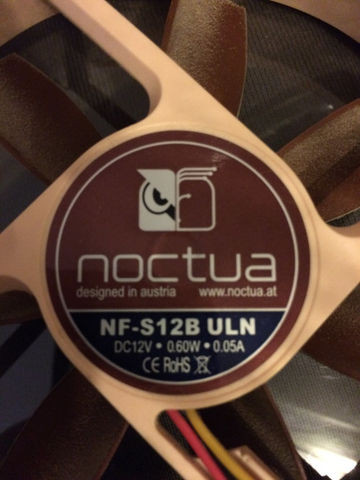 noctua
designed in austria www.noctua.at
NF-S12B ULN
DC12V • 0.60W • 0.05A
CE RoHS